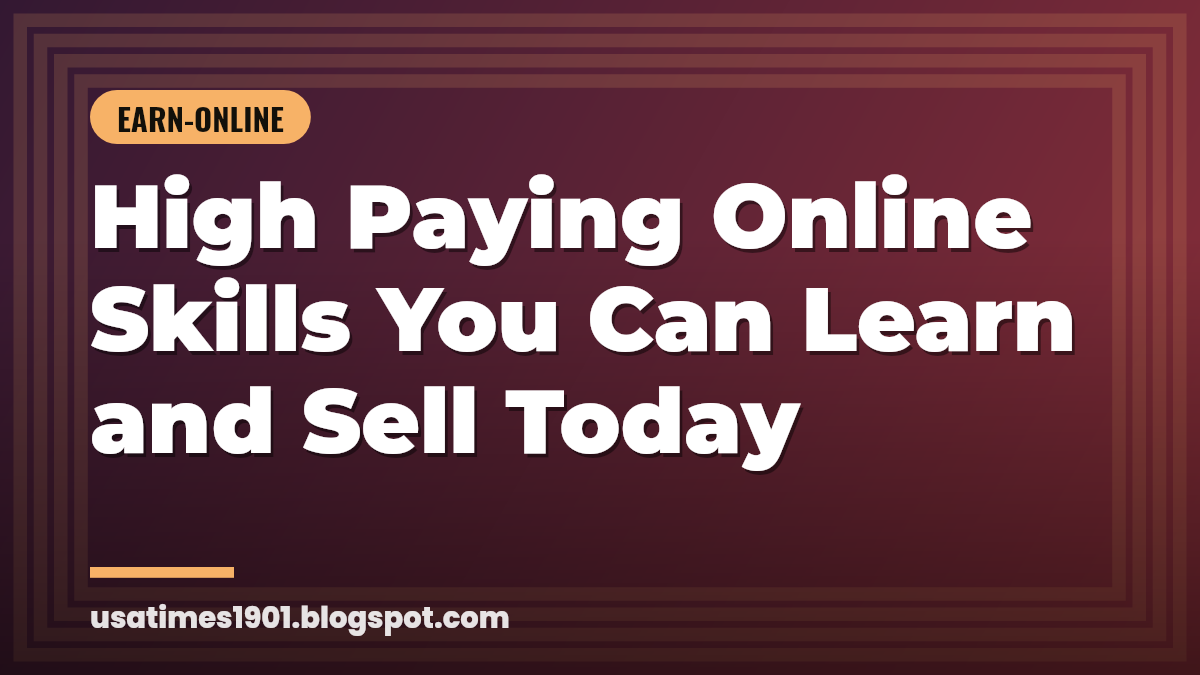 EARN-ONLINE
High Paying Online
Skills You Can Learn
and Sell Today
usatimes1901.blogspot.com